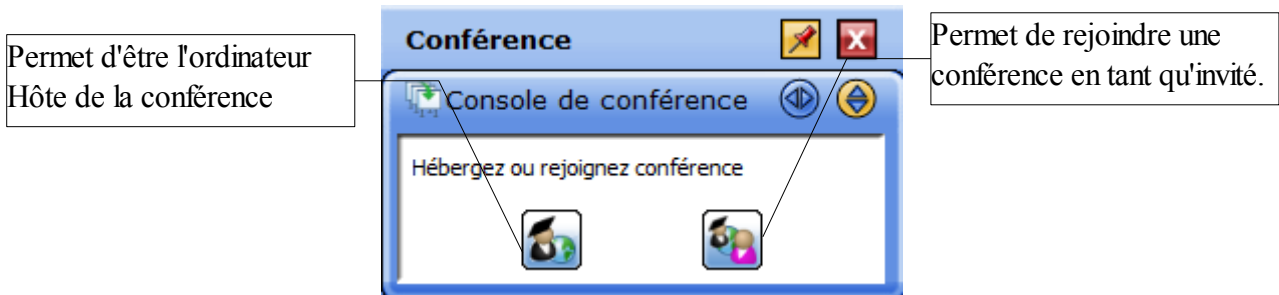 Permet d'être l'ordinateur
Hôte de la conférence
Conférence
Console de conférence
Hébergez ou rejoignez conférence
Permet de rejoindre une
conférence en tant qu'invité.